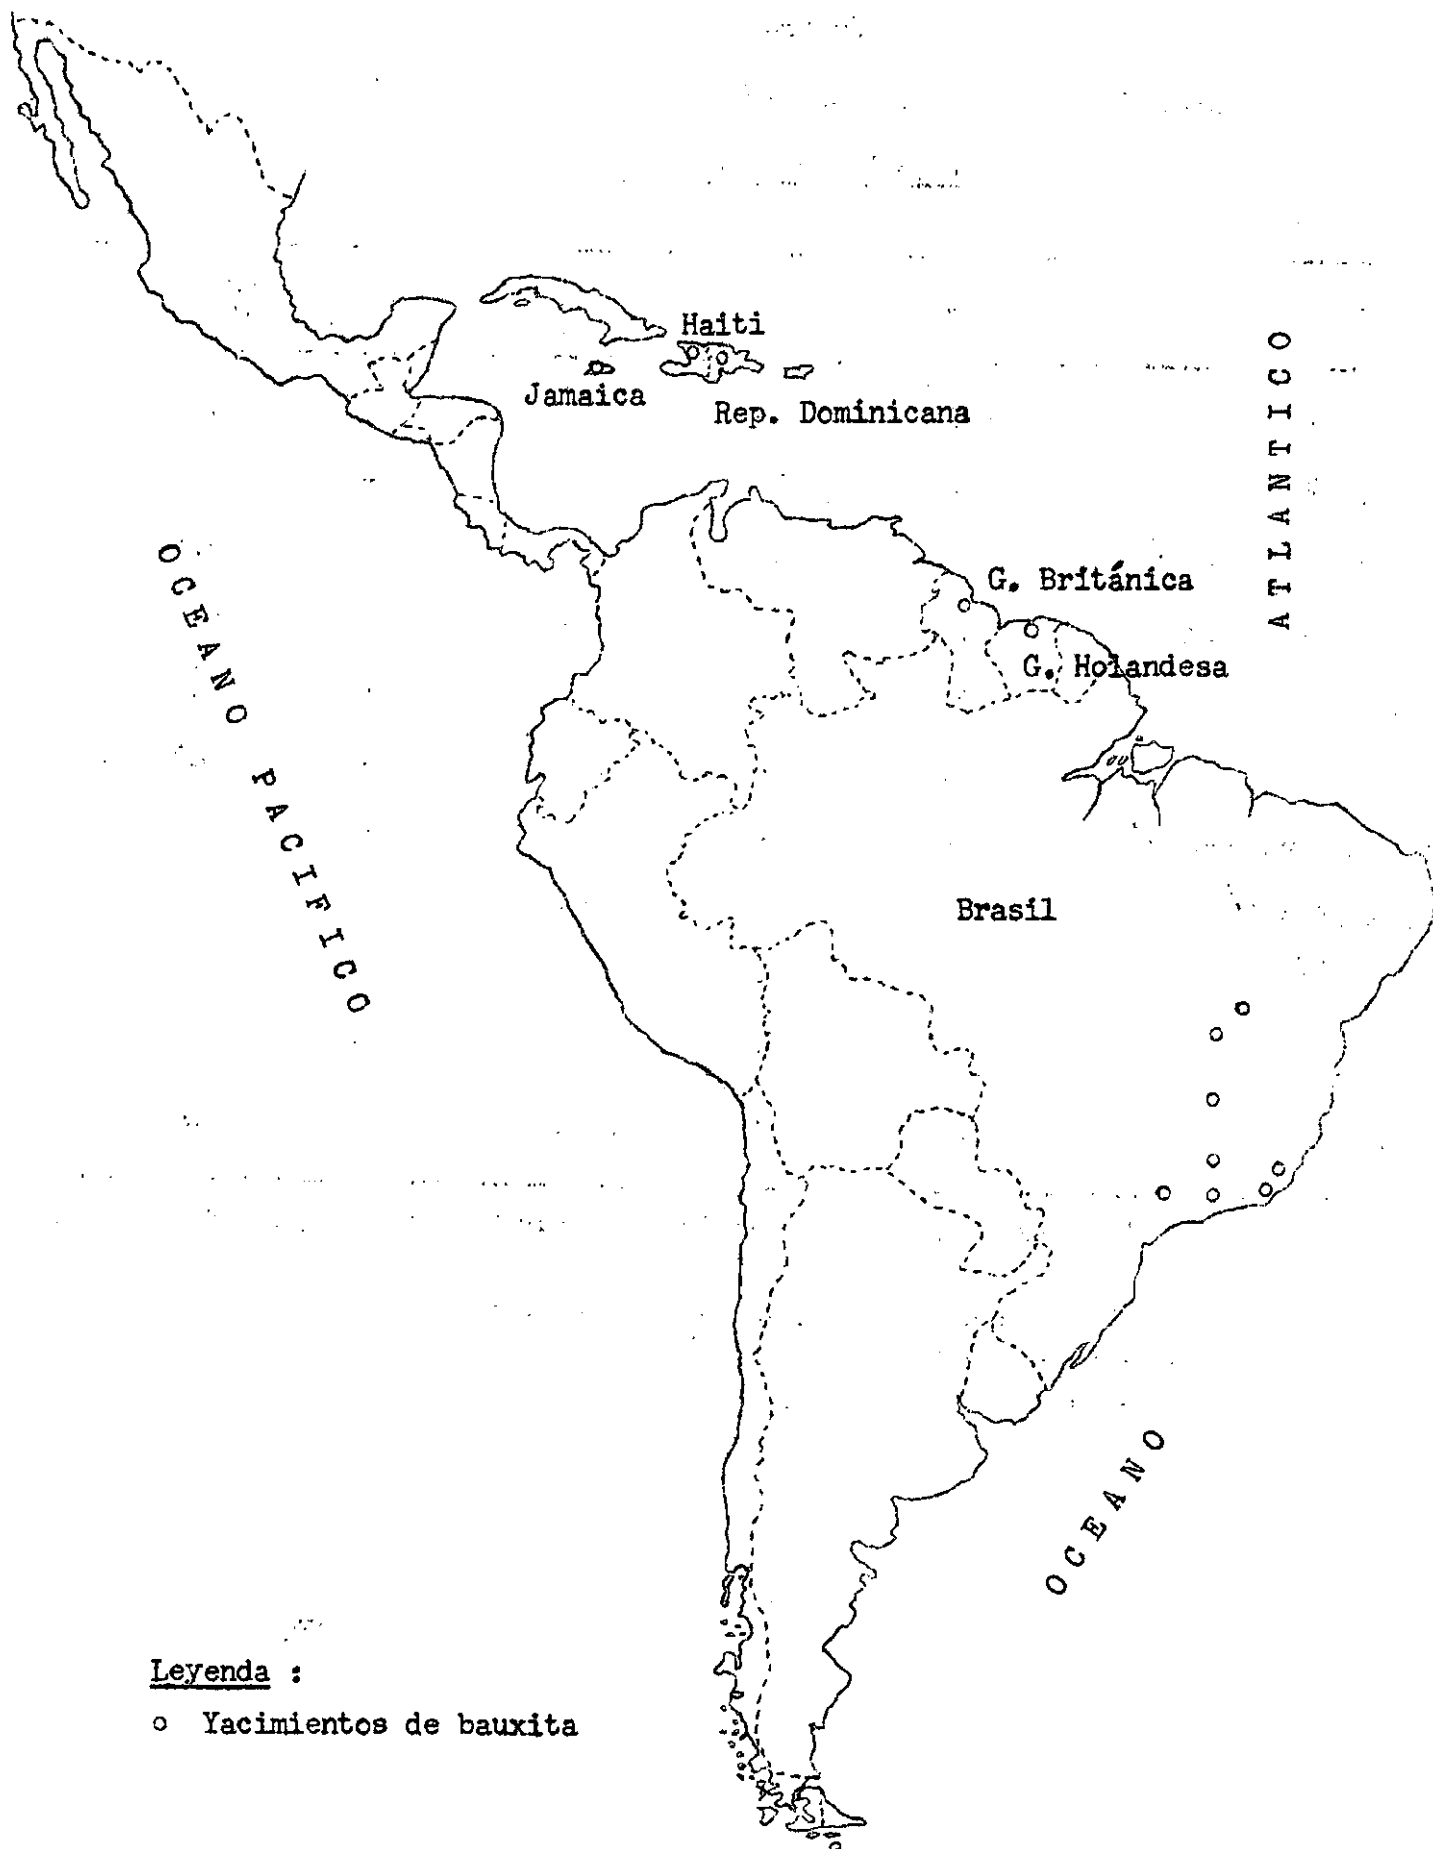 Haiti
Jamaica
Rep. Dominicana
ATLANTICO
G. Británica
G. Holandesa
OCEANO PACIFICO
Brasil
OCEANO
Leyenda :
o Yacimientos de bauxita